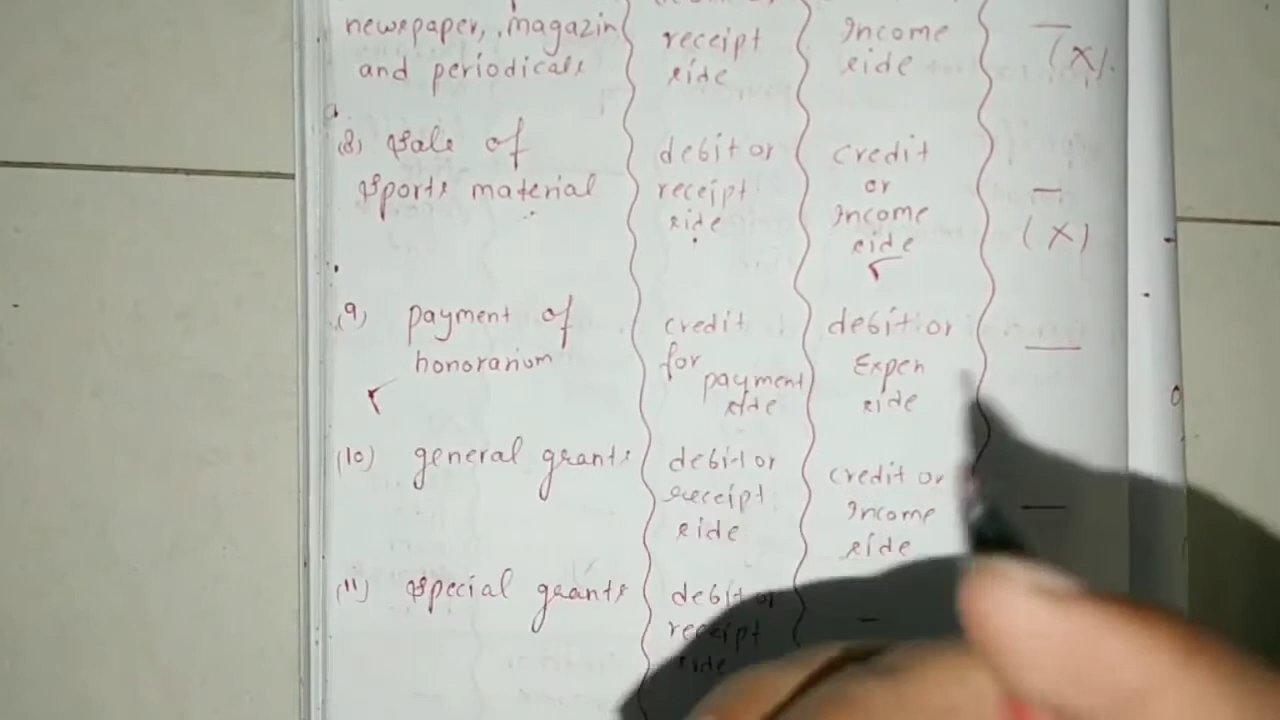 newspaper, magazin
and periodicals
receipt
side
Income
side
—
(x).
(8) Sale of
Sports material
debit or
receipt
side
credit
or
Income
side
—
(x)
(9) payment of
honorarium
credit
for
payment
side
debit or
Expen
side
—
(10) general grants
debit or
receipt
side
credit or
Income
side
—
(11) Special grants
debit or
receipt
side
—